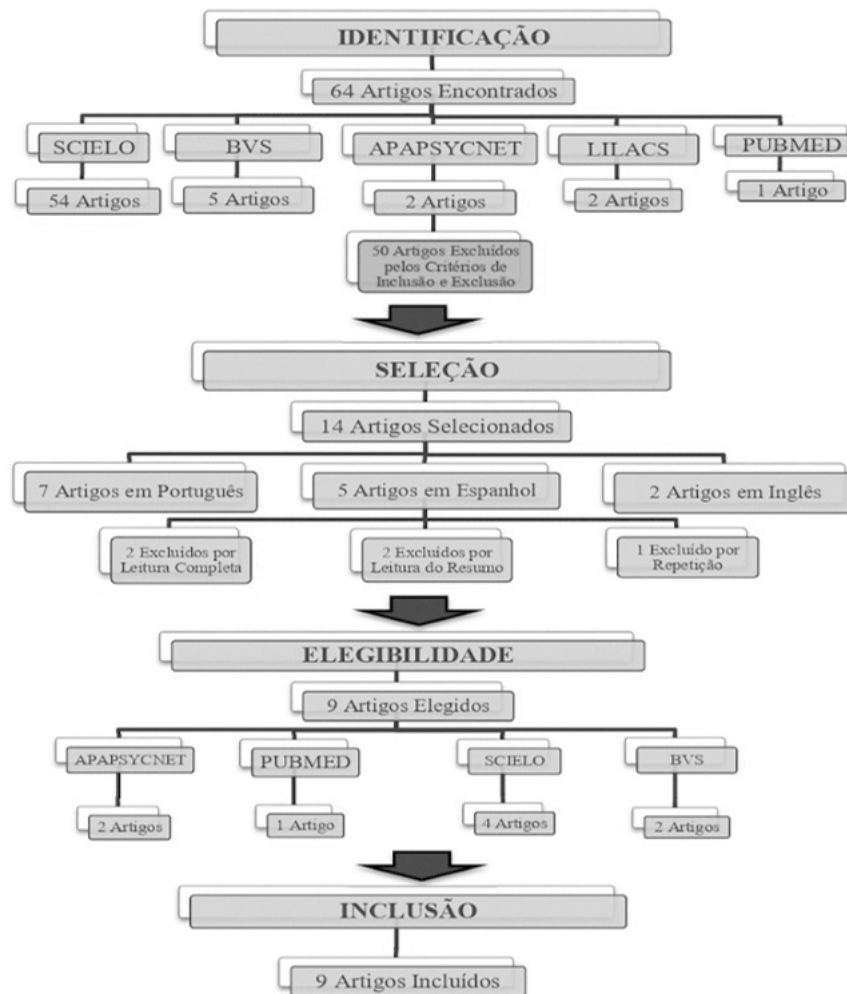 IDENTIFICAÇÃO
64 Artigos Encontrados
SCIELO
BVS
APAPSYCNET
LILACS
PUBMED
54 Artigos
5 Artigos
2 Artigos
2 Artigos
1 Artigo
50 Artigos Excluídos
pelos Critérios de
Inclusão e Exclusão
SELEÇÃO
14 Artigos Selecionados
7 Artigos em Português
5 Artigos em Espanhol
2 Artigos em Inglês
2 Excluídos por
Leitura Completa
2 Excluídos por
Leitura do Resumo
1 Excluído por
Repetição
ELEGIBILIDADE
9 Artigos Elegidos
APAPSYCNET
PUBMED
SCIELO
BVS
2 Artigos
1 Artigo
4 Artigos
2 Artigos
INCLUSÃO
9 Artigos Incluídos